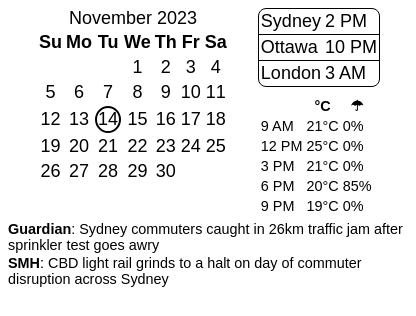 November 2023
Su Mo Tu We Th Fr Sa
1 2 3 4
5 6 7 8 9 10 11
12 13 14 15 16 17 18
19 20 21 22 23 24 25
26 27 28 29 30
Sydney 2 PM
Ottawa 10 PM
London 3 AM
°C ☂
9 AM 21°C 0%
12 PM 25°C 0%
3 PM 21°C 0%
6 PM 20°C 85%
9 PM 19°C 0%
Guardian: Sydney commuters caught in 26km traffic jam after
sprinkler test goes awry
SMH: CBD light rail grinds to a halt on day of commuter
disruption across Sydney